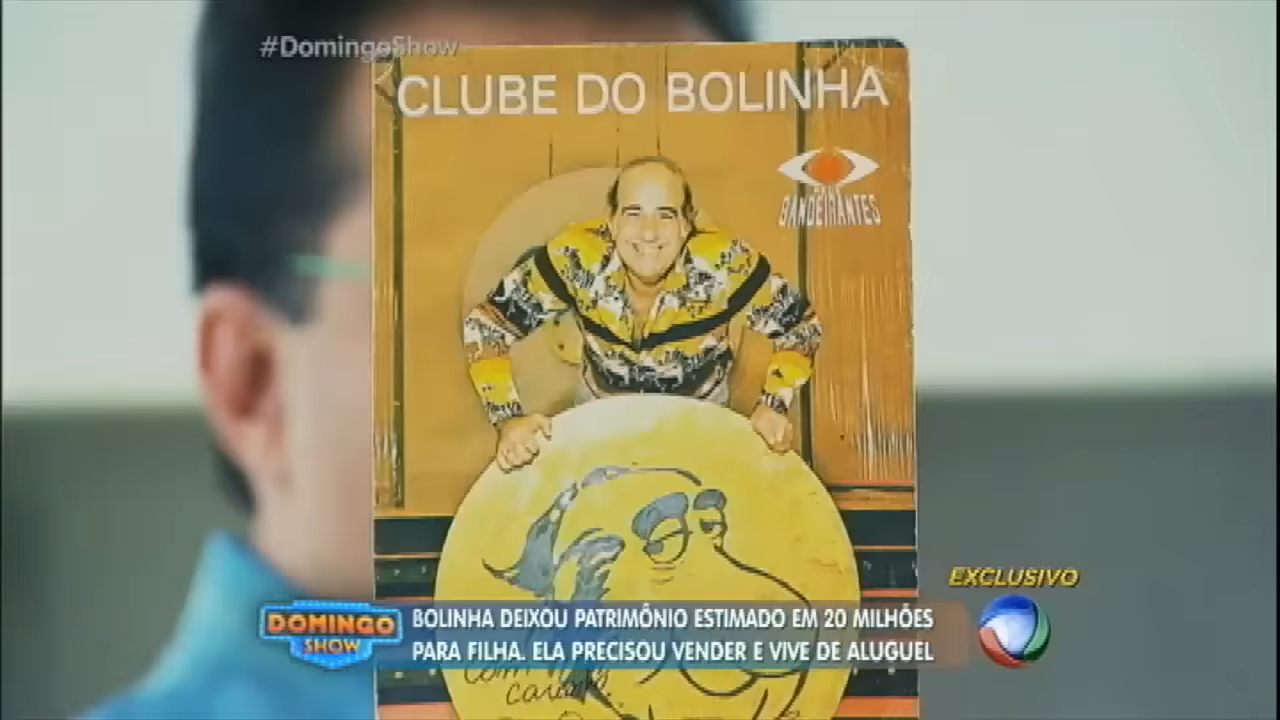 #DomingoShow
CLUBE DO BOLINHA
BANDEIRANTES
EXCLUSIVO
DOMINGO
SHOW
BOLINHA DEIXOU PATRIMÔNIO ESTIMADO EM 20 MILHÕES
PARA FILHA. ELA PRECISOU VENDER E VIVE DE ALUGUEL